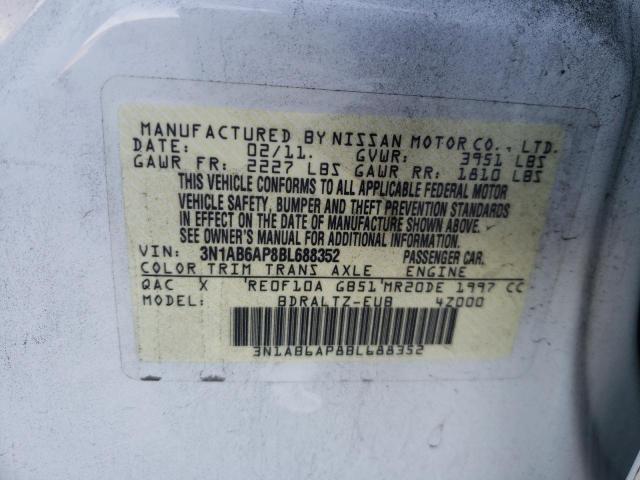 MANUFACTURED BY NISSAN MOTOR CO., LTD.
DATE: 02/11. GVWR: 3951 LBS
GAWR FR: 2227 LBS GAWR RR: 1810 LBS
THIS VEHICLE CONFORMS TO ALL APPLICABLE FEDERAL MOTOR
VEHICLE SAFETY, BUMPER AND THEFT PREVENTION STANDARDS
IN EFFECT ON THE DATE OF MANUFACTURE SHOWN ABOVE.
SEE OWNER'S MANUAL FOR ADDITIONAL INFORMATION.
VIN: 3N1AB6AP8BL688352 PASSENGER CAR.
COLOR TRIM TRANS AXLE ENGINE
QAC X RE0F10A GB51 MR20DE 1997 CC
MODEL: BDRALTZ-EUB 4Z000
3N1AB6AP8BL688352